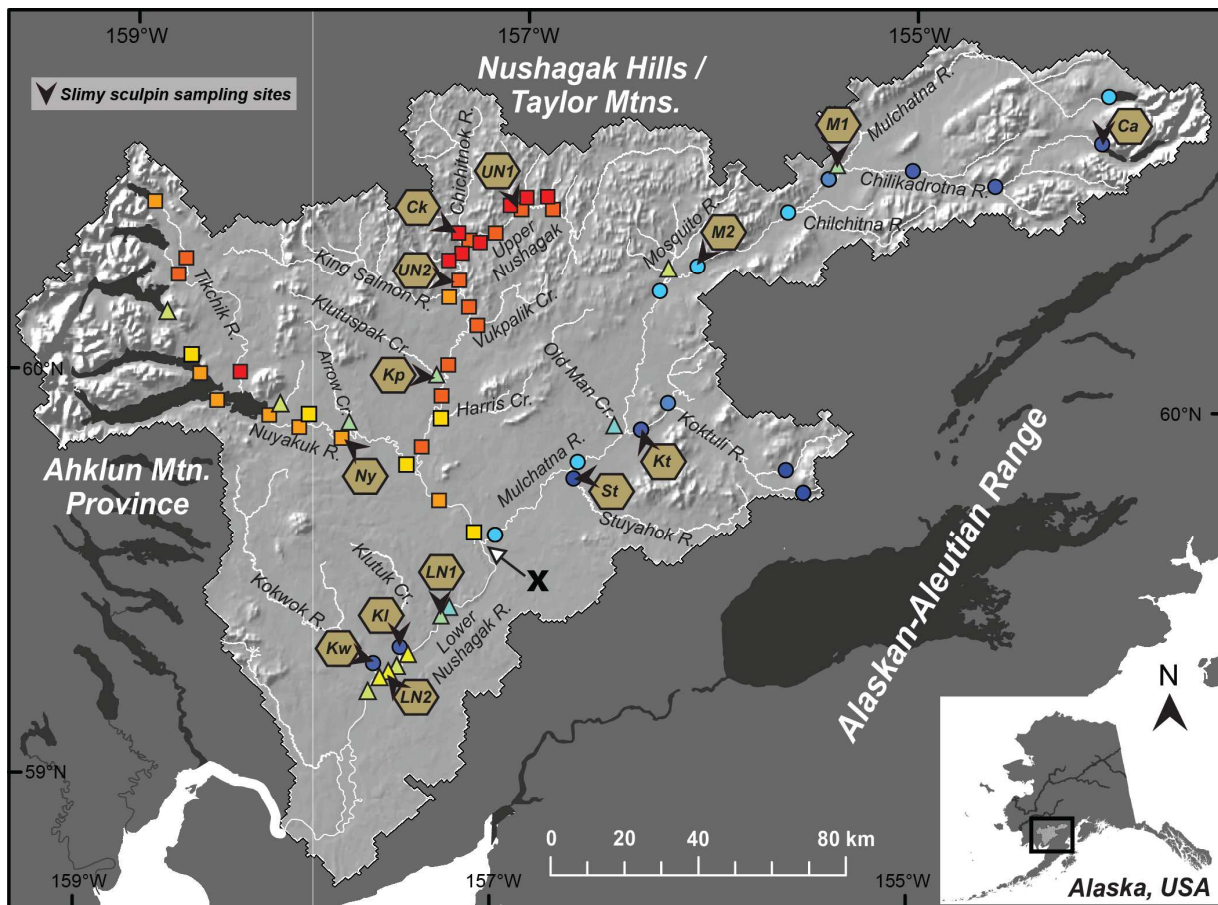 159°W
157°W
155°W
Slimy sculpin sampling sites
Nushagak Hills /
Taylor Mtns.
Mulchatna R.
M1
Ca
Chichitnok R.
UN1
Ck
Chilikadrotna R.
Chilchitna R.
Mosquito R.
M2
Upper
Nushagak
UN2
King Salmon R.
Tikchik R.
Vukpalik Cr.
Klutuspak Cr.
60°N
Kp
Arrow Cr.
Old Man Cr.
Harris Cr.
60°N
Nuyakuk R.
Koktuli R.
Ahklun Mtn.
Province
Ny
Mulchatna R.
Kt
St
Stuyahok R.
Alaskan-Aleutian Range
X
Klutuk Cr.
LN1
Kokwok R.
Kl
Lower
Nushagak R.
Kw
LN2
N
59°N
0 20 40 80 km
159°W
157°W
155°W
Alaska, USA